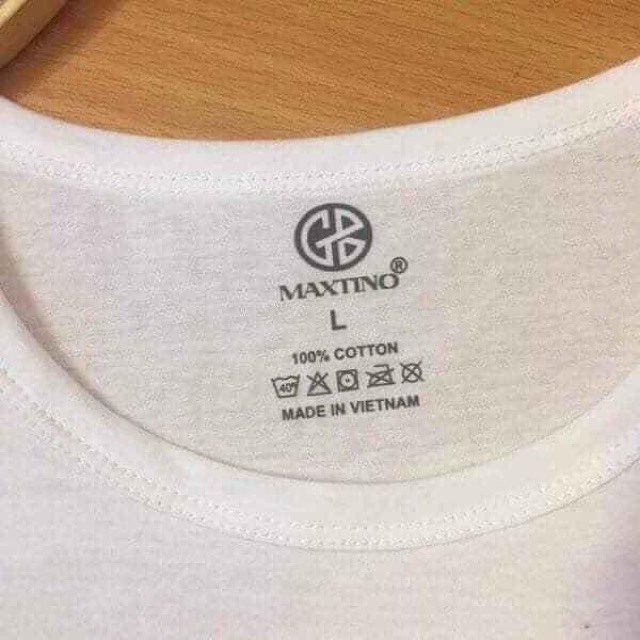 MAXTINO®
L
100% COTTON
40°
MADE IN VIETNAM